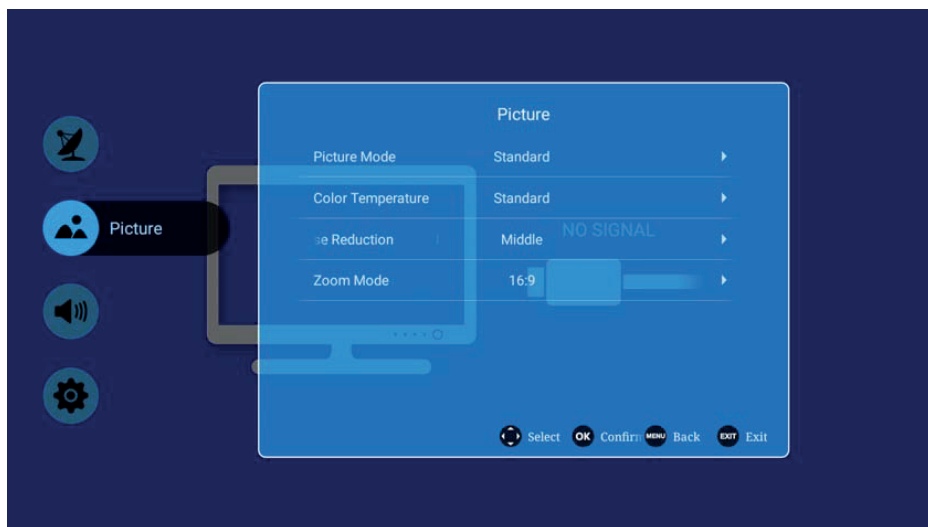 Picture
Picture Mode Standard
Color Temperature Standard
se Reduction Middle
NO SIGNAL
Zoom Mode 16:9
Picture
Select OK Confirm MENU Back EXIT Exit